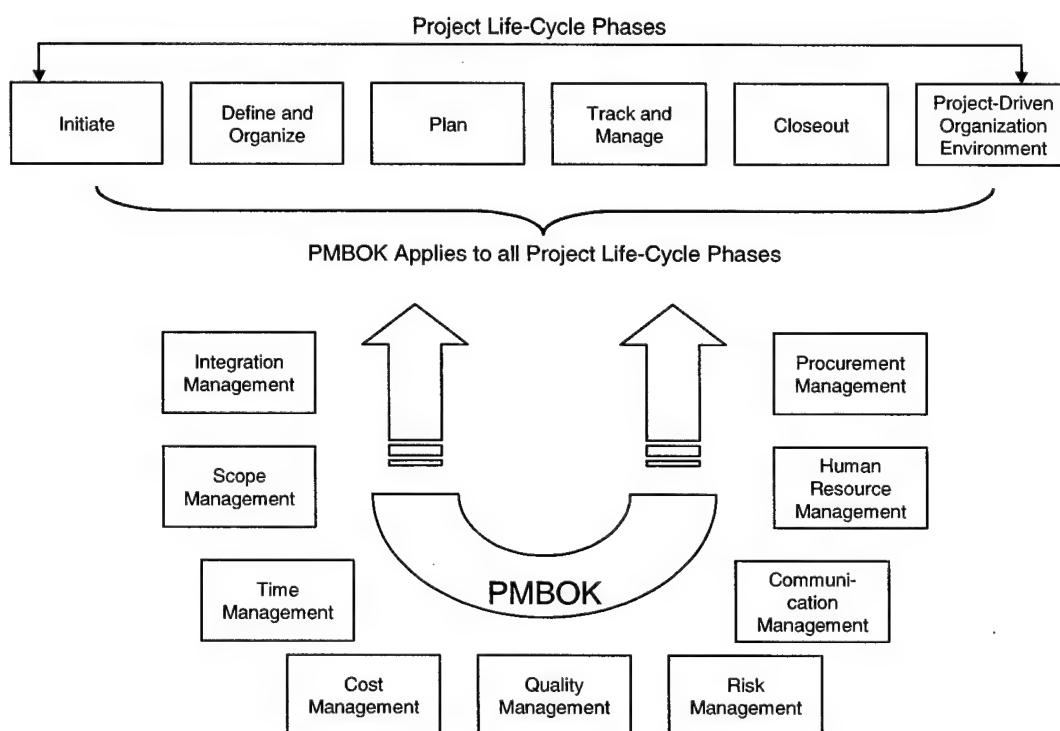 Project Life-Cycle Phases
Initiate
Define and
Organize
Plan
Track and
Manage
Closeout
Project-Driven
Organization
Environment
PMBOK Applies to all Project Life-Cycle Phases
Integration
Management
Procurement
Management
Scope
Management
Human
Resource
Management
Time
Management
PMBOK
Communi-
cation
Management
Cost
Management
Quality
Management
Risk
Management